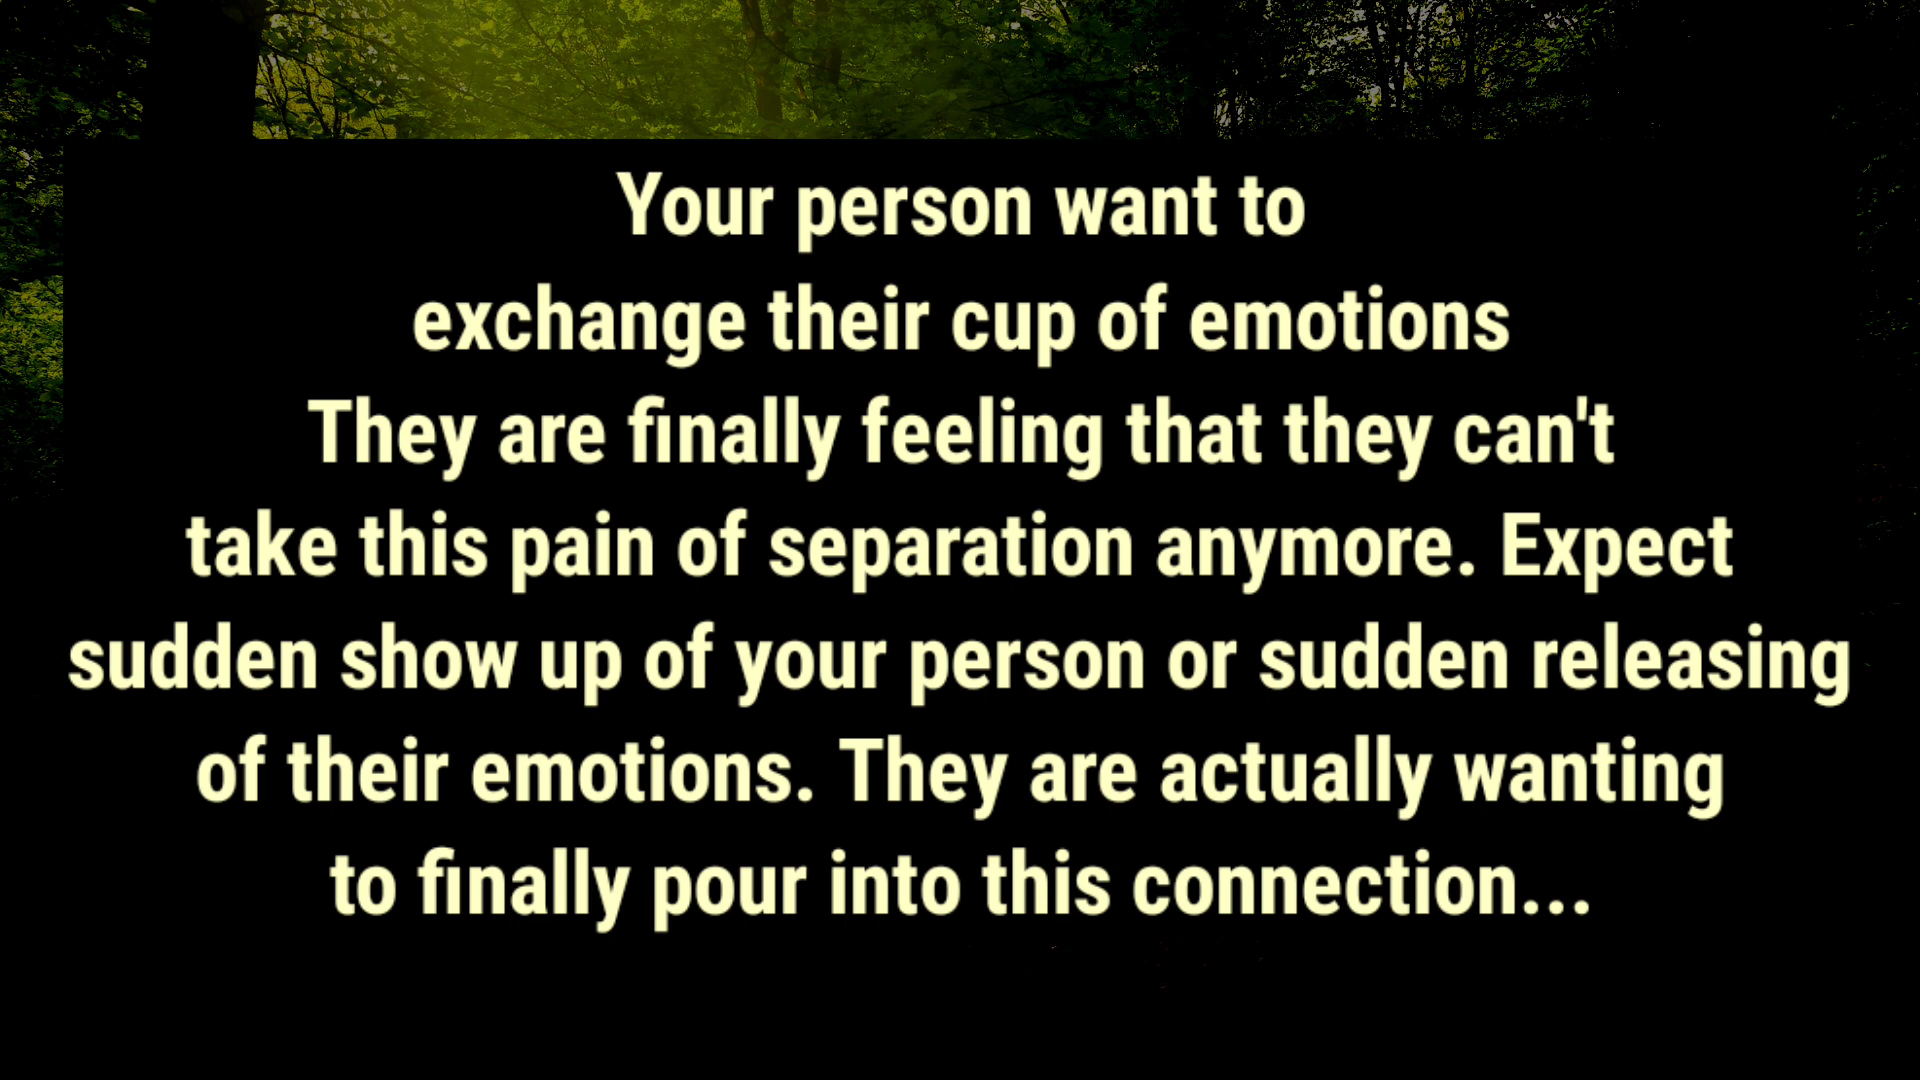 Your person want to
exchange their cup of emotions
They are finally feeling that they can't
take this pain of separation anymore. Expect
sudden show up of your person or sudden releasing
of their emotions. They are actually wanting
to finally pour into this connection...